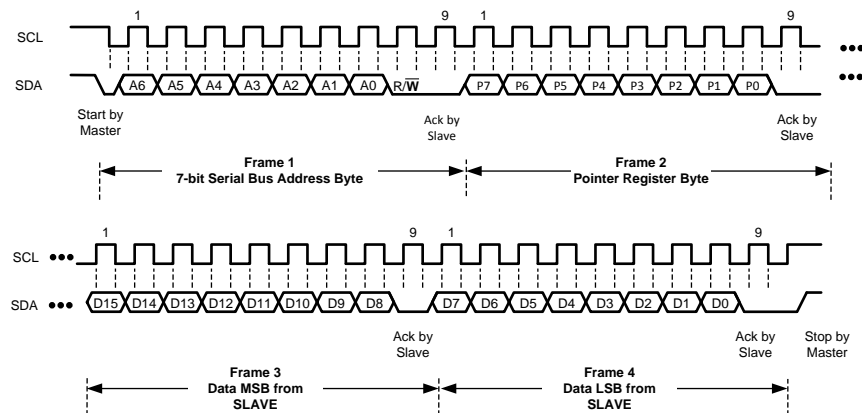 1 9 1 9
SCL
SDA A6 A5 A4 A3 A2 A1 A0 R/W P7 P6 P5 P4 P3 P2 P1 P0
Start by
Master
Ack by
Slave
Ack by
Slave
Frame 1
7-bit Serial Bus Address Byte
Frame 2
Pointer Register Byte
1 9 1 9
SCL
SDA D15 D14 D13 D12 D11 D10 D9 D8 D7 D6 D5 D4 D3 D2 D1 D0
Ack by
Slave
Ack by
Slave
Stop by
Master
Frame 3
Data MSB from
SLAVE
Frame 4
Data LSB from
SLAVE